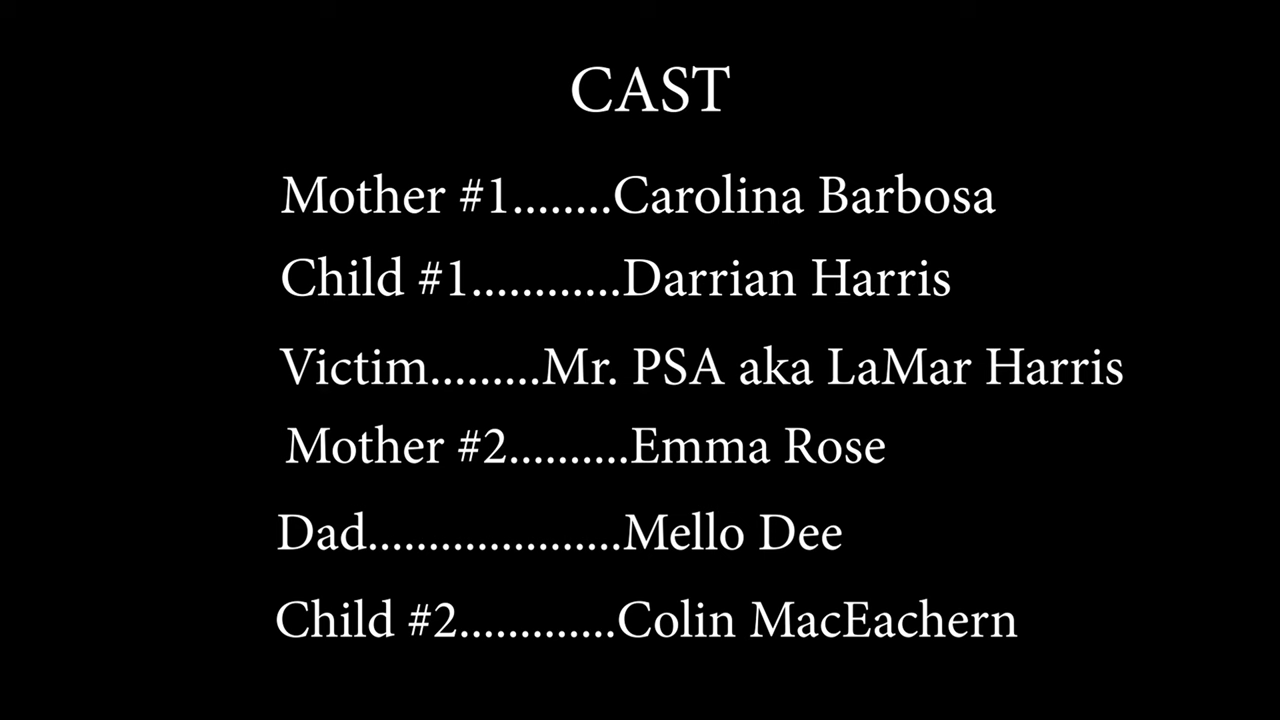 CAST
Mother #1........Carolina Barbosa
Child #1............Darrian Harris
Victim.........Mr. PSA aka LaMar Harris
Mother #2..........Emma Rose
Dad.....................Mello Dee
Child #2.............Colin MacEachern